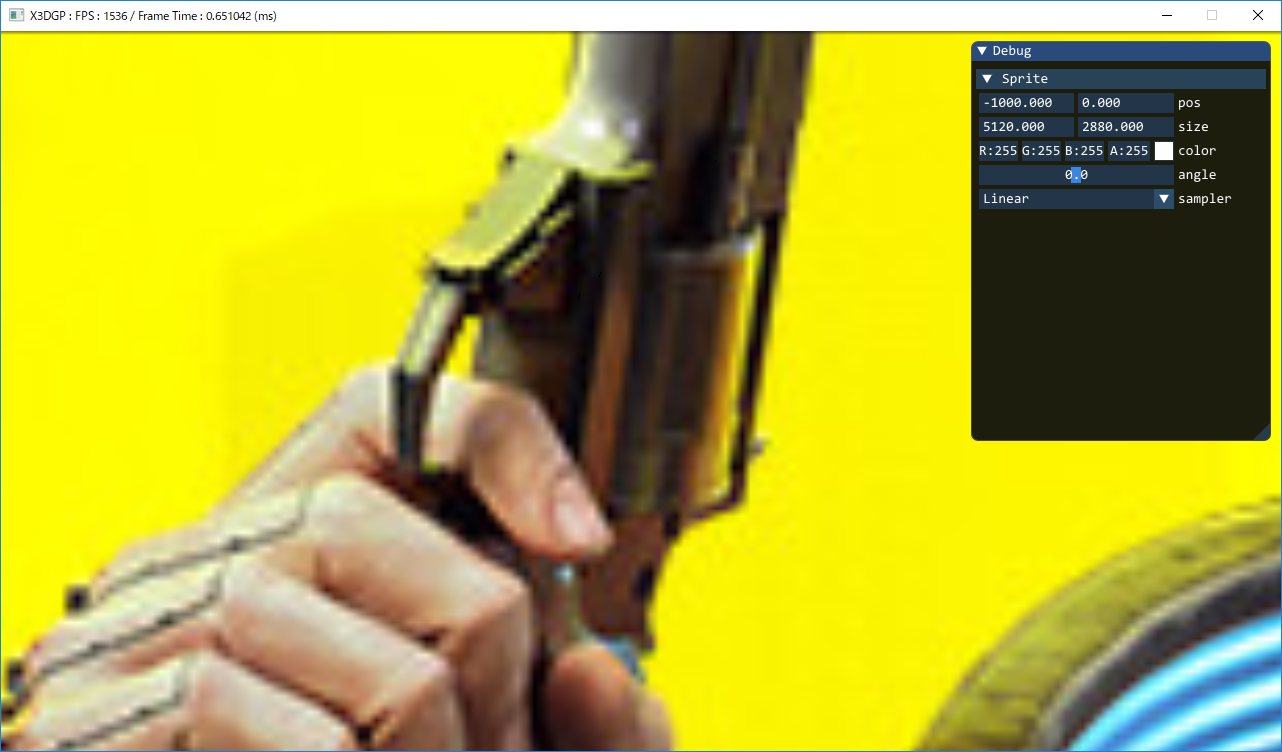 X3DGP : FPS : 1536 / Frame Time : 0.651042 (ms)
Debug
Sprite
-1000.000 0.000 pos
5120.000 2880.000 size
R:255 G:255 B:255 A:255 color
0.0 angle
Linear sampler